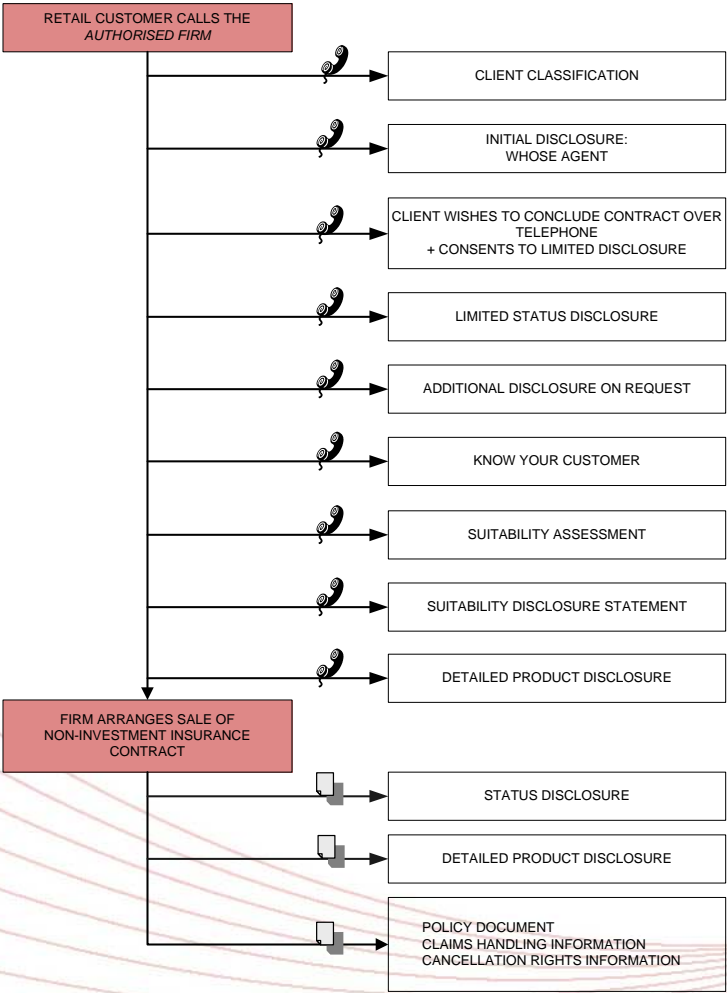 RETAIL CUSTOMER CALLS THE
AUTHORISED FIRM
CLIENT CLASSIFICATION
INITIAL DISCLOSURE:
WHOSE AGENT
CLIENT WISHES TO CONCLUDE CONTRACT OVER
TELEPHONE
+ CONSENTS TO LIMITED DISCLOSURE
LIMITED STATUS DISCLOSURE
ADDITIONAL DISCLOSURE ON REQUEST
KNOW YOUR CUSTOMER
SUITABILITY ASSESSMENT
SUITABILITY DISCLOSURE STATEMENT
DETAILED PRODUCT DISCLOSURE
FIRM ARRANGES SALE OF
NON-INVESTMENT INSURANCE
CONTRACT
STATUS DISCLOSURE
DETAILED PRODUCT DISCLOSURE
POLICY DOCUMENT
CLAIMS HANDLING INFORMATION
CANCELLATION RIGHTS INFORMATION